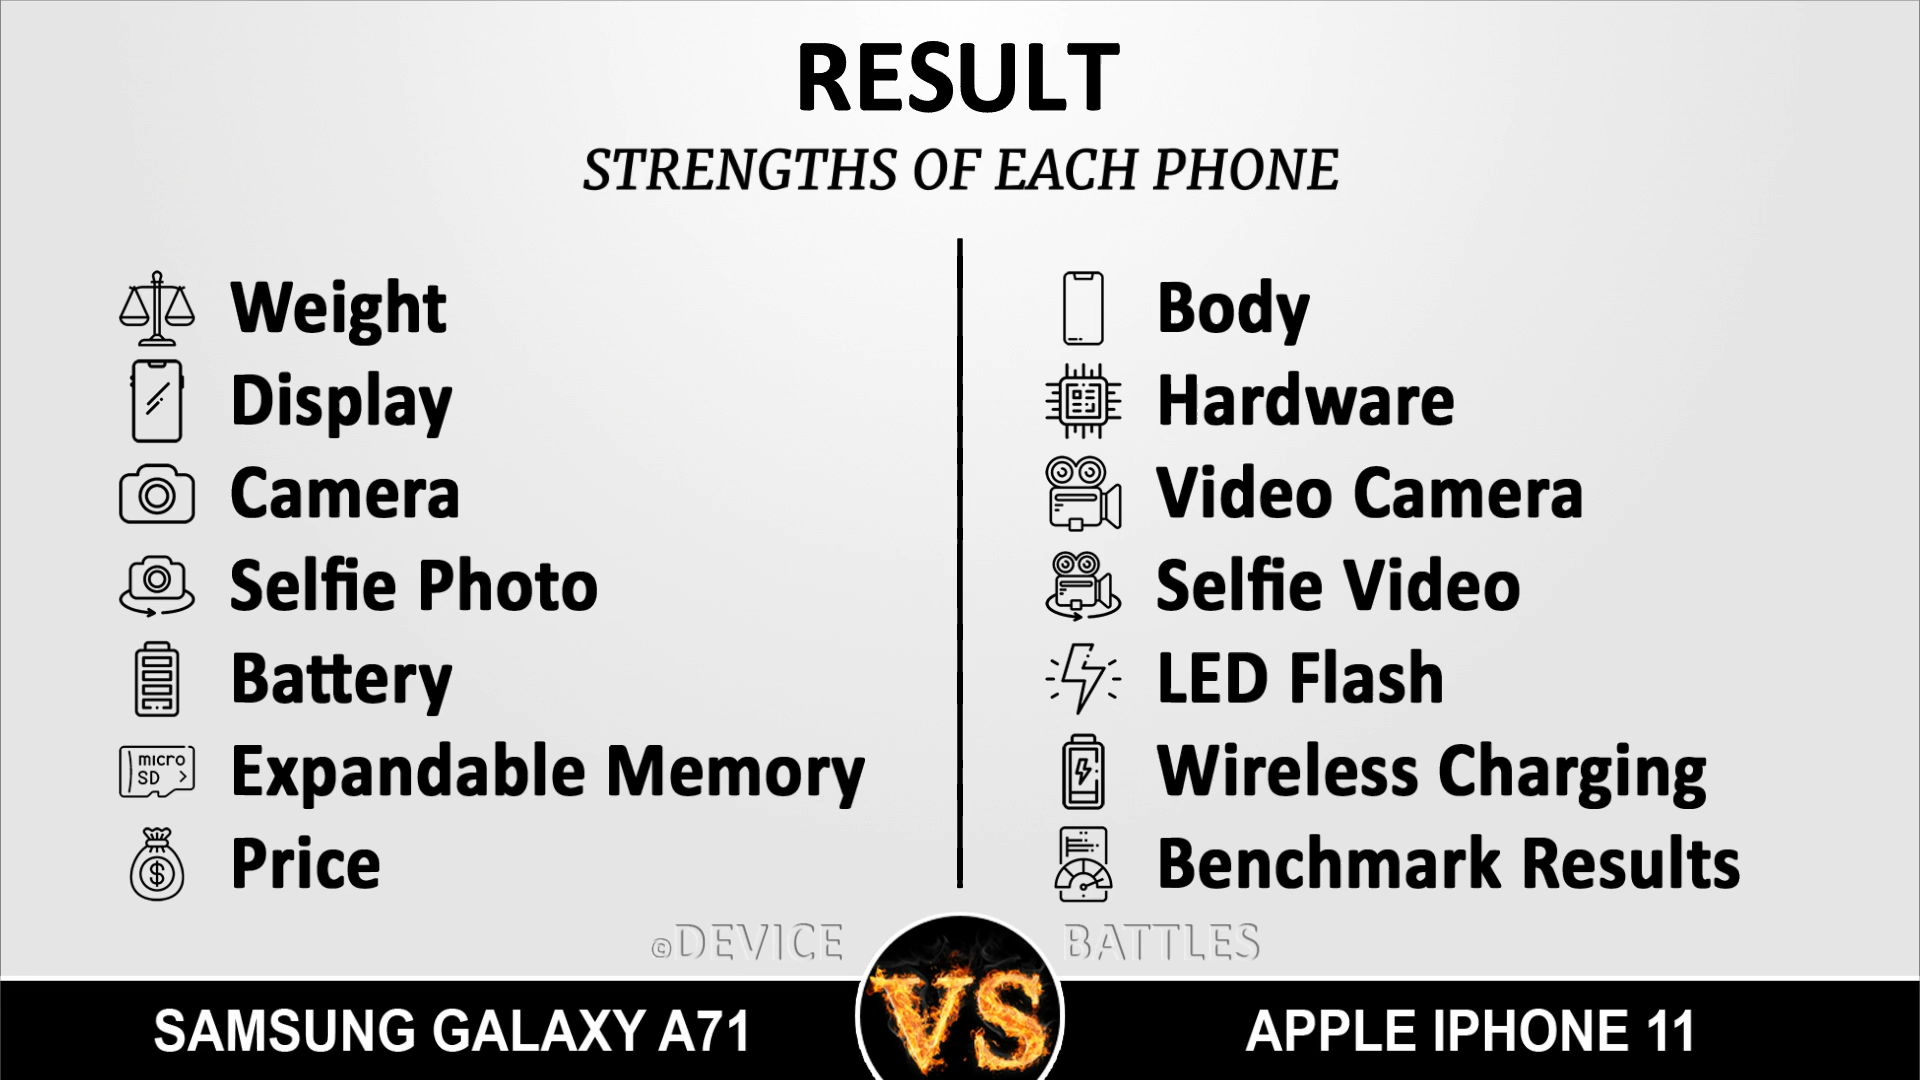 RESULT
STRENGTHS OF EACH PHONE
Weight
Display
Camera
Selfie Photo
Battery
micro
SD
Expandable Memory
$
Price
Body
Hardware
Video Camera
Selfie Video
LED Flash
Wireless Charging
Benchmark Results
©DEVICE BATTLES
SAMSUNG GALAXY A71
VS
APPLE IPHONE 11